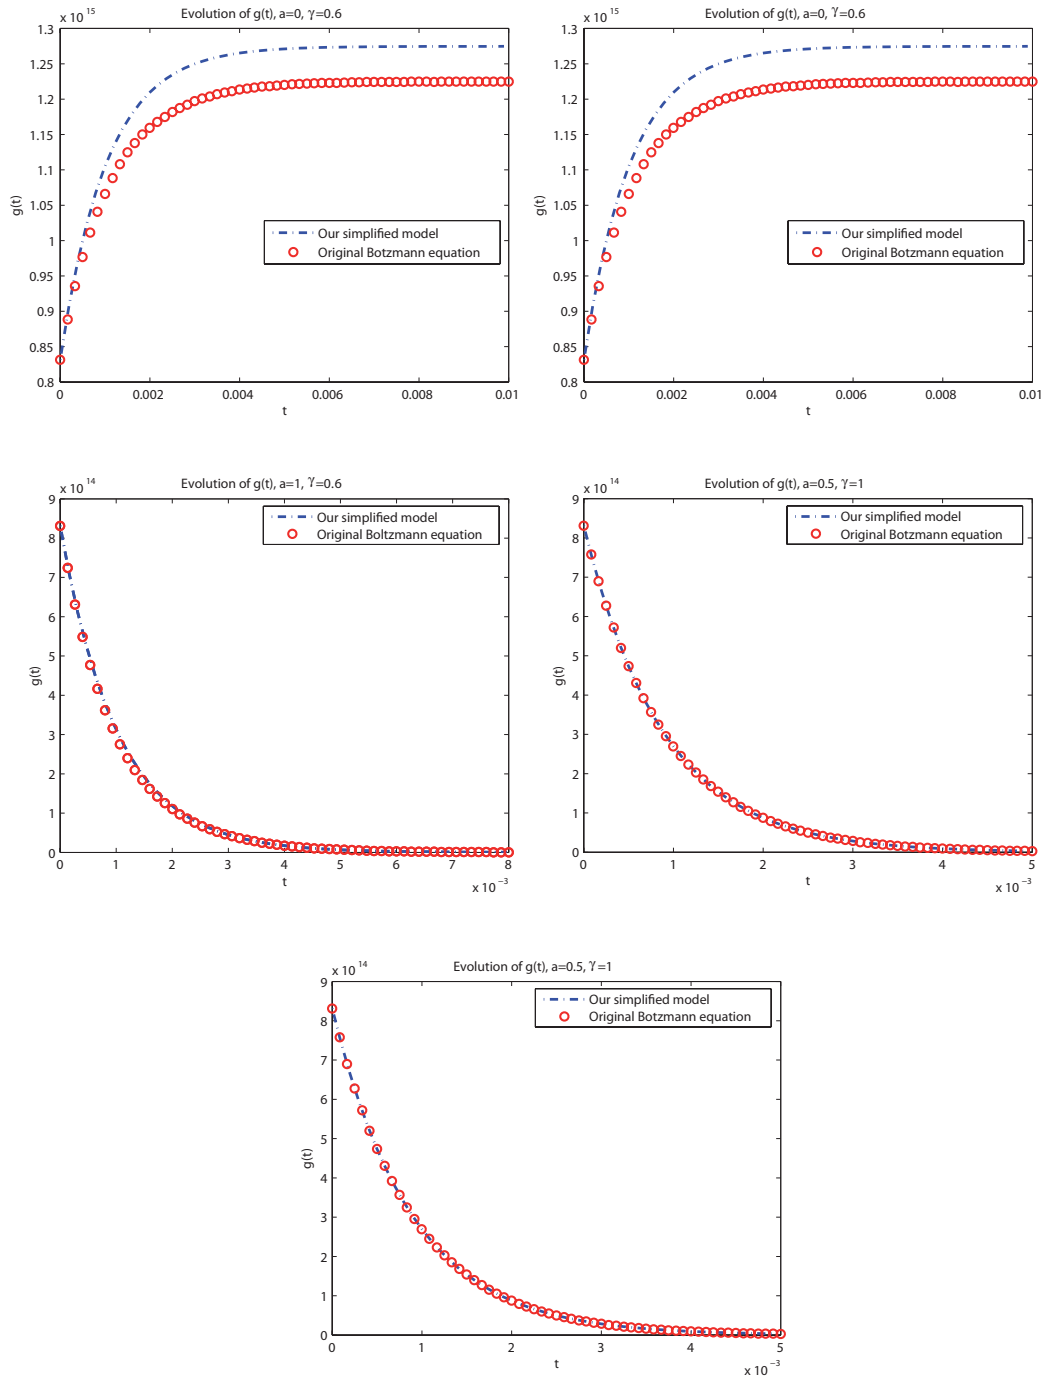 x 10 15
Evolution of g(t), a=0, γ=0.6
1.3
1.25
1.2
1.15
1.1
1.05
1
0.95
0.9
0.85
0.8
g(t)
Our simplified model
Original Botzmann equation
0 0.002 0.004 0.006 0.008 0.01
t
x 10 15
Evolution of g(t), a=0, γ=0.6
1.3
1.25
1.2
1.15
1.1
1.05
1
0.95
0.9
0.85
0.8
g(t)
Our simplified model
Original Botzmann equation
0 0.002 0.004 0.006 0.008 0.01
t
x 10 14
Evolution of g(t), a=1, γ=0.6
9
8
7
6
5
4
3
2
1
0
g(t)
Our simplified model
Original Boltzmann equation
0 1 2 3 4 5 6 7 8
t
x 10 −3
x 10 14
Evolution of g(t), a=0.5, γ=1
9
8
7
6
5
4
3
2
1
0
g(t)
Our simplified model
Original Botzmann equation
0 1 2 3 4 5
t
x 10 −3
x 10 14
Evolution of g(t), a=0.5, γ=1
9
8
7
6
5
4
3
2
1
0
g(t)
Our simplified model
Original Botzmann equation
0 1 2 3 4 5
t
x 10 −3